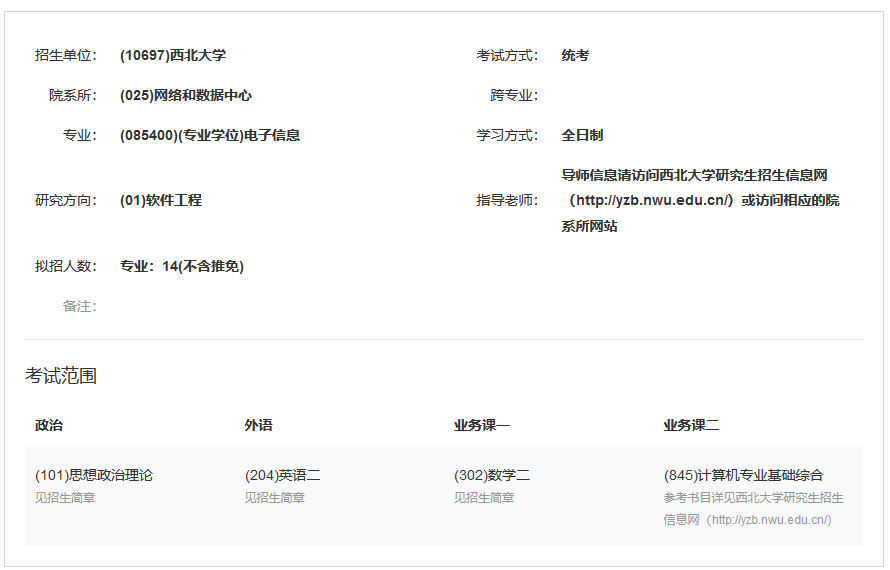 招生单位： (10697)西北大学
考试方式： 统考
院系所： (025)网络和数据中心
跨专业：
专业： (085400)(专业学位)电子信息
学习方式： 全日制
研究方向： (01)软件工程
指导老师： 导师信息请访问西北大学研究生招生信息网
（http://yzb.nwu.edu.cn/）或访问相应的院
系所网站
拟招人数： 专业：14(不含推免)
备注：
考试范围
政治 外语 业务课一 业务课二
(101)思想政治理论 (204)英语二 (302)数学二 (845)计算机专业基础综合
见招生简章 见招生简章 见招生简章 参考书目详见西北大学研究生招生
信息网（http://yzb.nwu.edu.cn/)